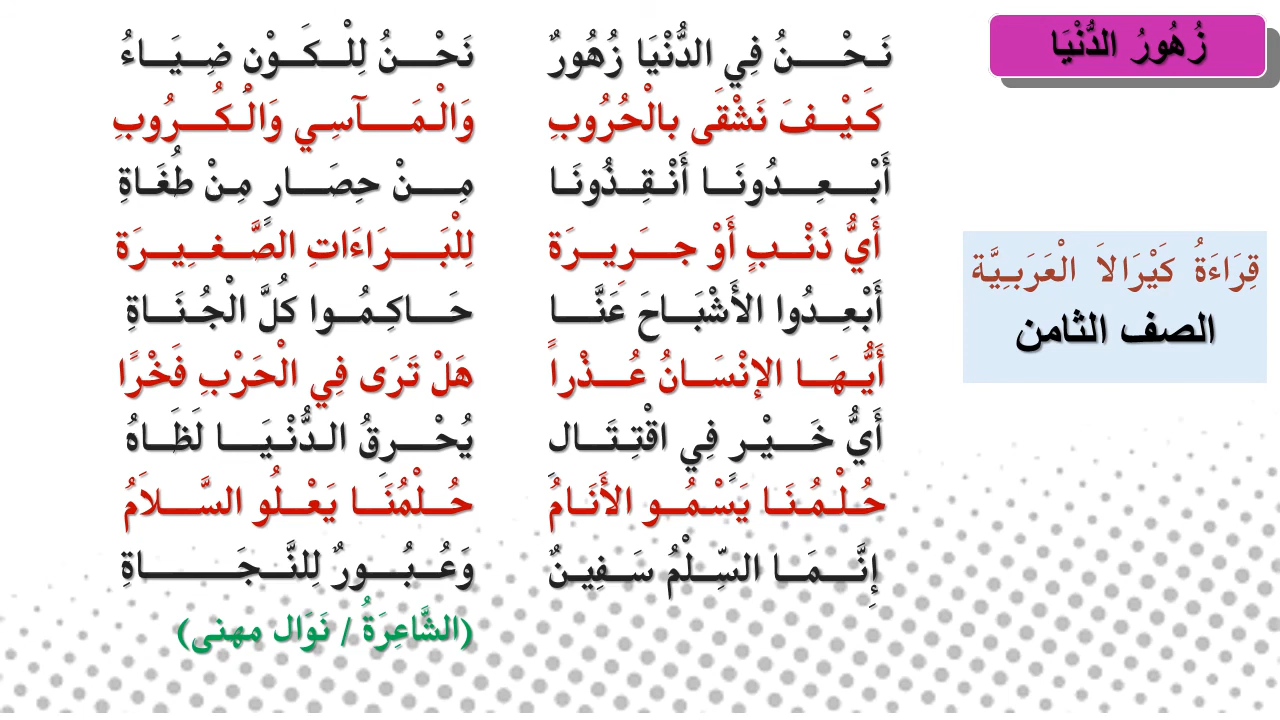 زُهُورُ الدُّنْيَا
نَحْنُ فِي الدُّنْيَا زُهُورٌ نَحْنُ لِلْكَوْنِ ضِيَاءُ
كَيْفَ نَشْقَى بالْحُرُوبِ وَالْمَآسِي وَالْكُرُوبِ
أَبْعِدُونَا أَنْقِذُونَا مِنْ حِصَارٍ مِنْ طُغَاةِ
أَيُّ ذَنْبٍ أَوْ جَرِيرَة لِلْبَرَاءَاتِ الصَّغِيرَة
أَبْعِدُوا الأَشْبَاحَ عَنَّا حَاكِمُوا كُلَّ الْجُنَاةِ
أَيُّهَا الإنْسَانُ عُذْراً هَلْ تَرَى فِي الْحَرْبِ فَخْرًا
أَيُّ خَيْرٍ فِي اقْتِتَالٍ يُحْرِقُ الدُّنْيَا لَظَاهُ
حُلْمُنَا يَسْمُو الأَنَامُ حُلْمُنَا يَعْلُو السَّلاَمُ
إِنَّمَا السِّلْمُ سَفِينٌ وَعُبُورٌ لِلنَّجَاةِ
(الشَّاعِرَةُ / نَوَال مهنى)
قِرَاءَةُ كَيْرَالاَ الْعَرَبِيَّة
الصف الثامن